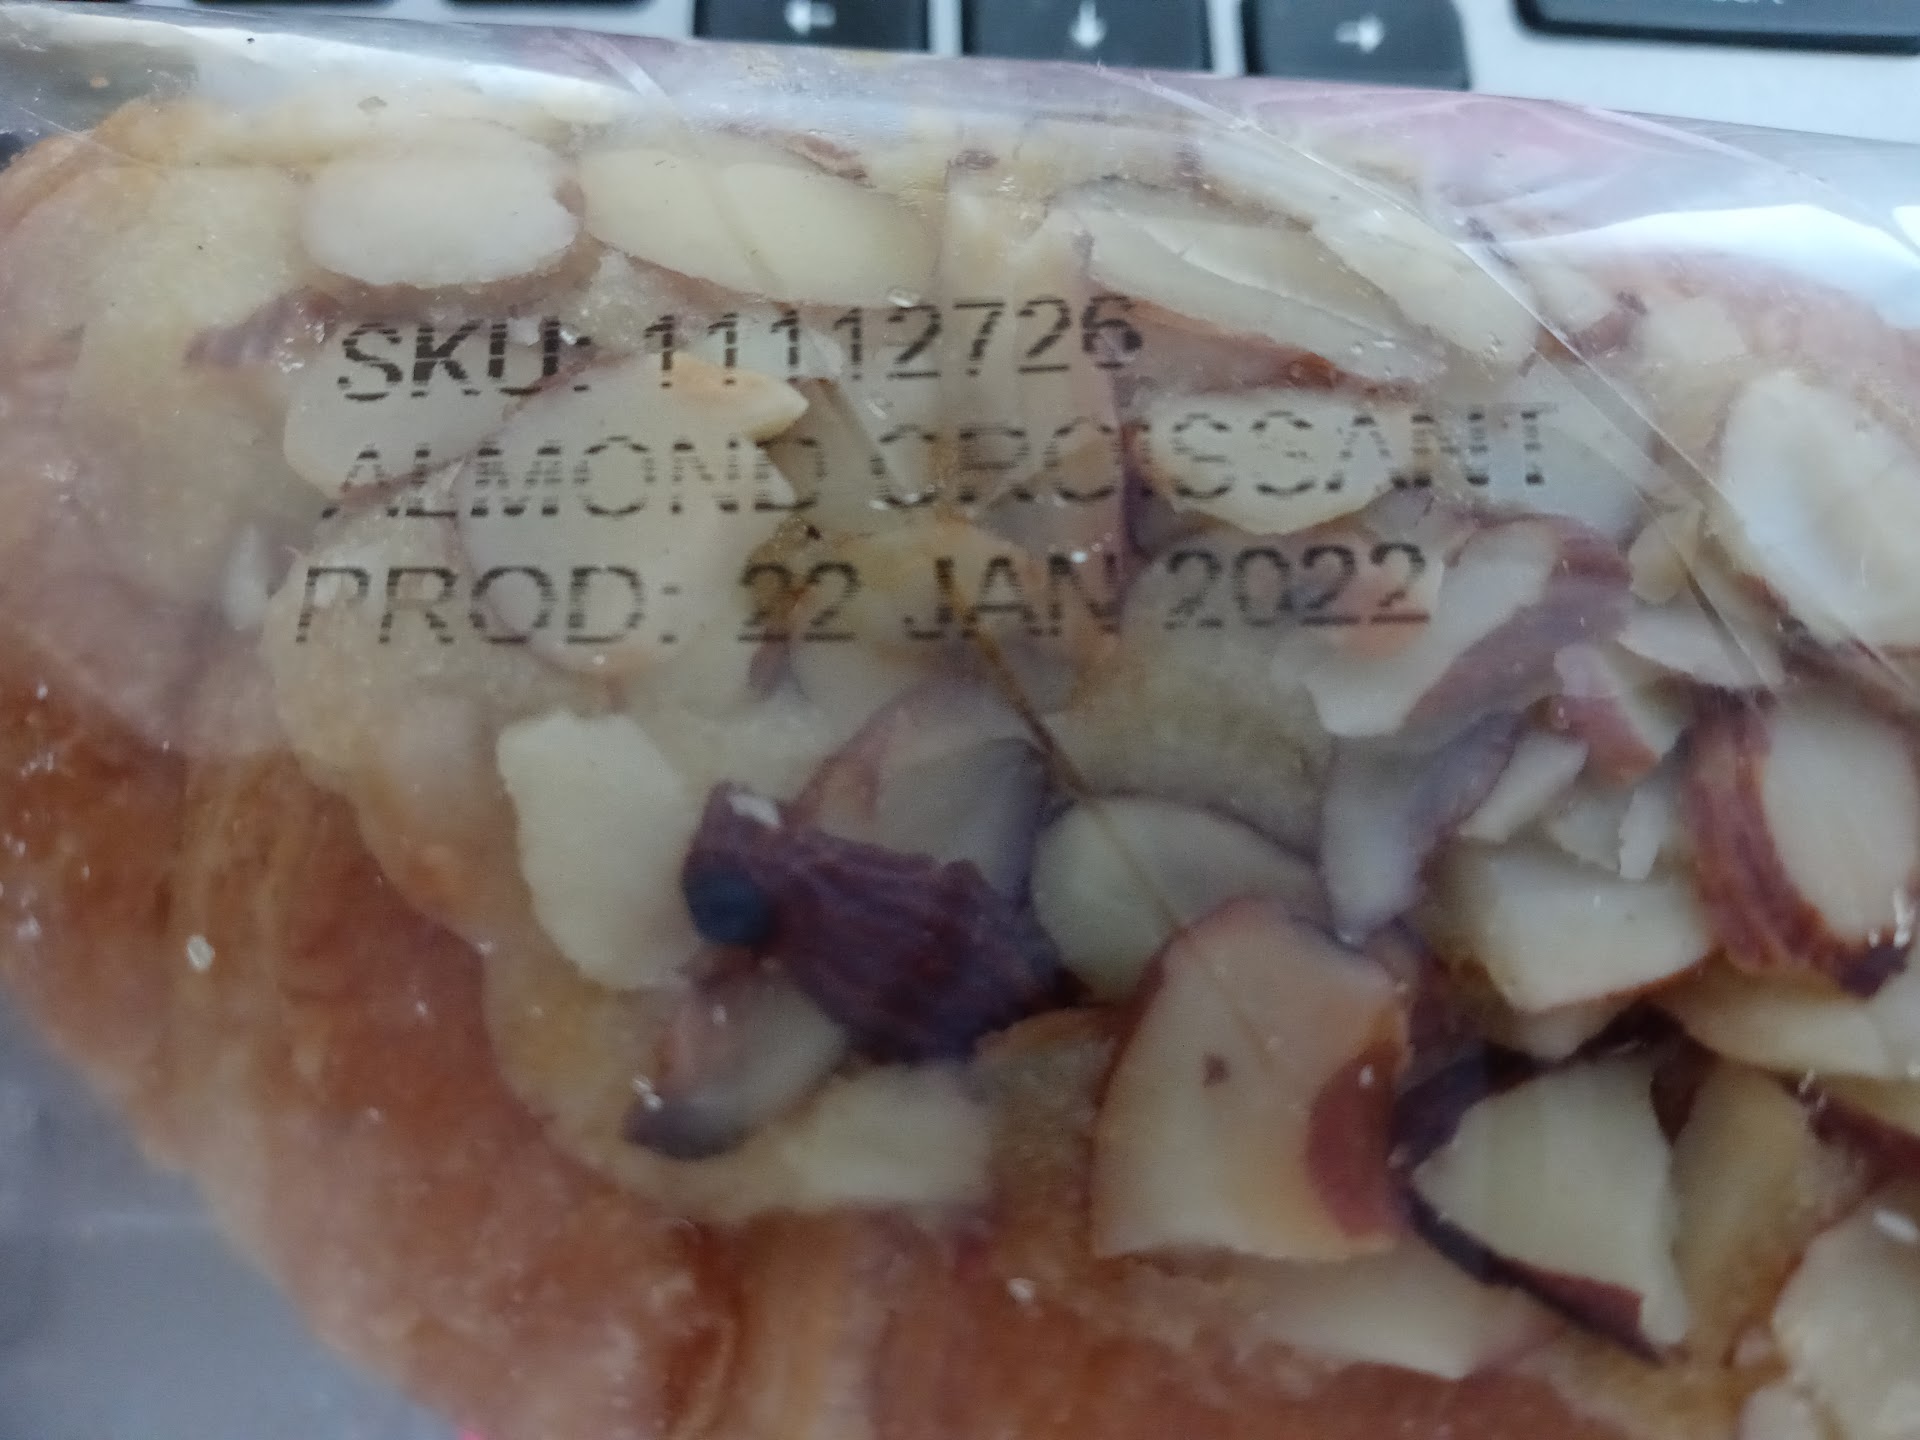 SKU: 11112726
ALMOND CROISSANT
PROD: 22 JAN 2022